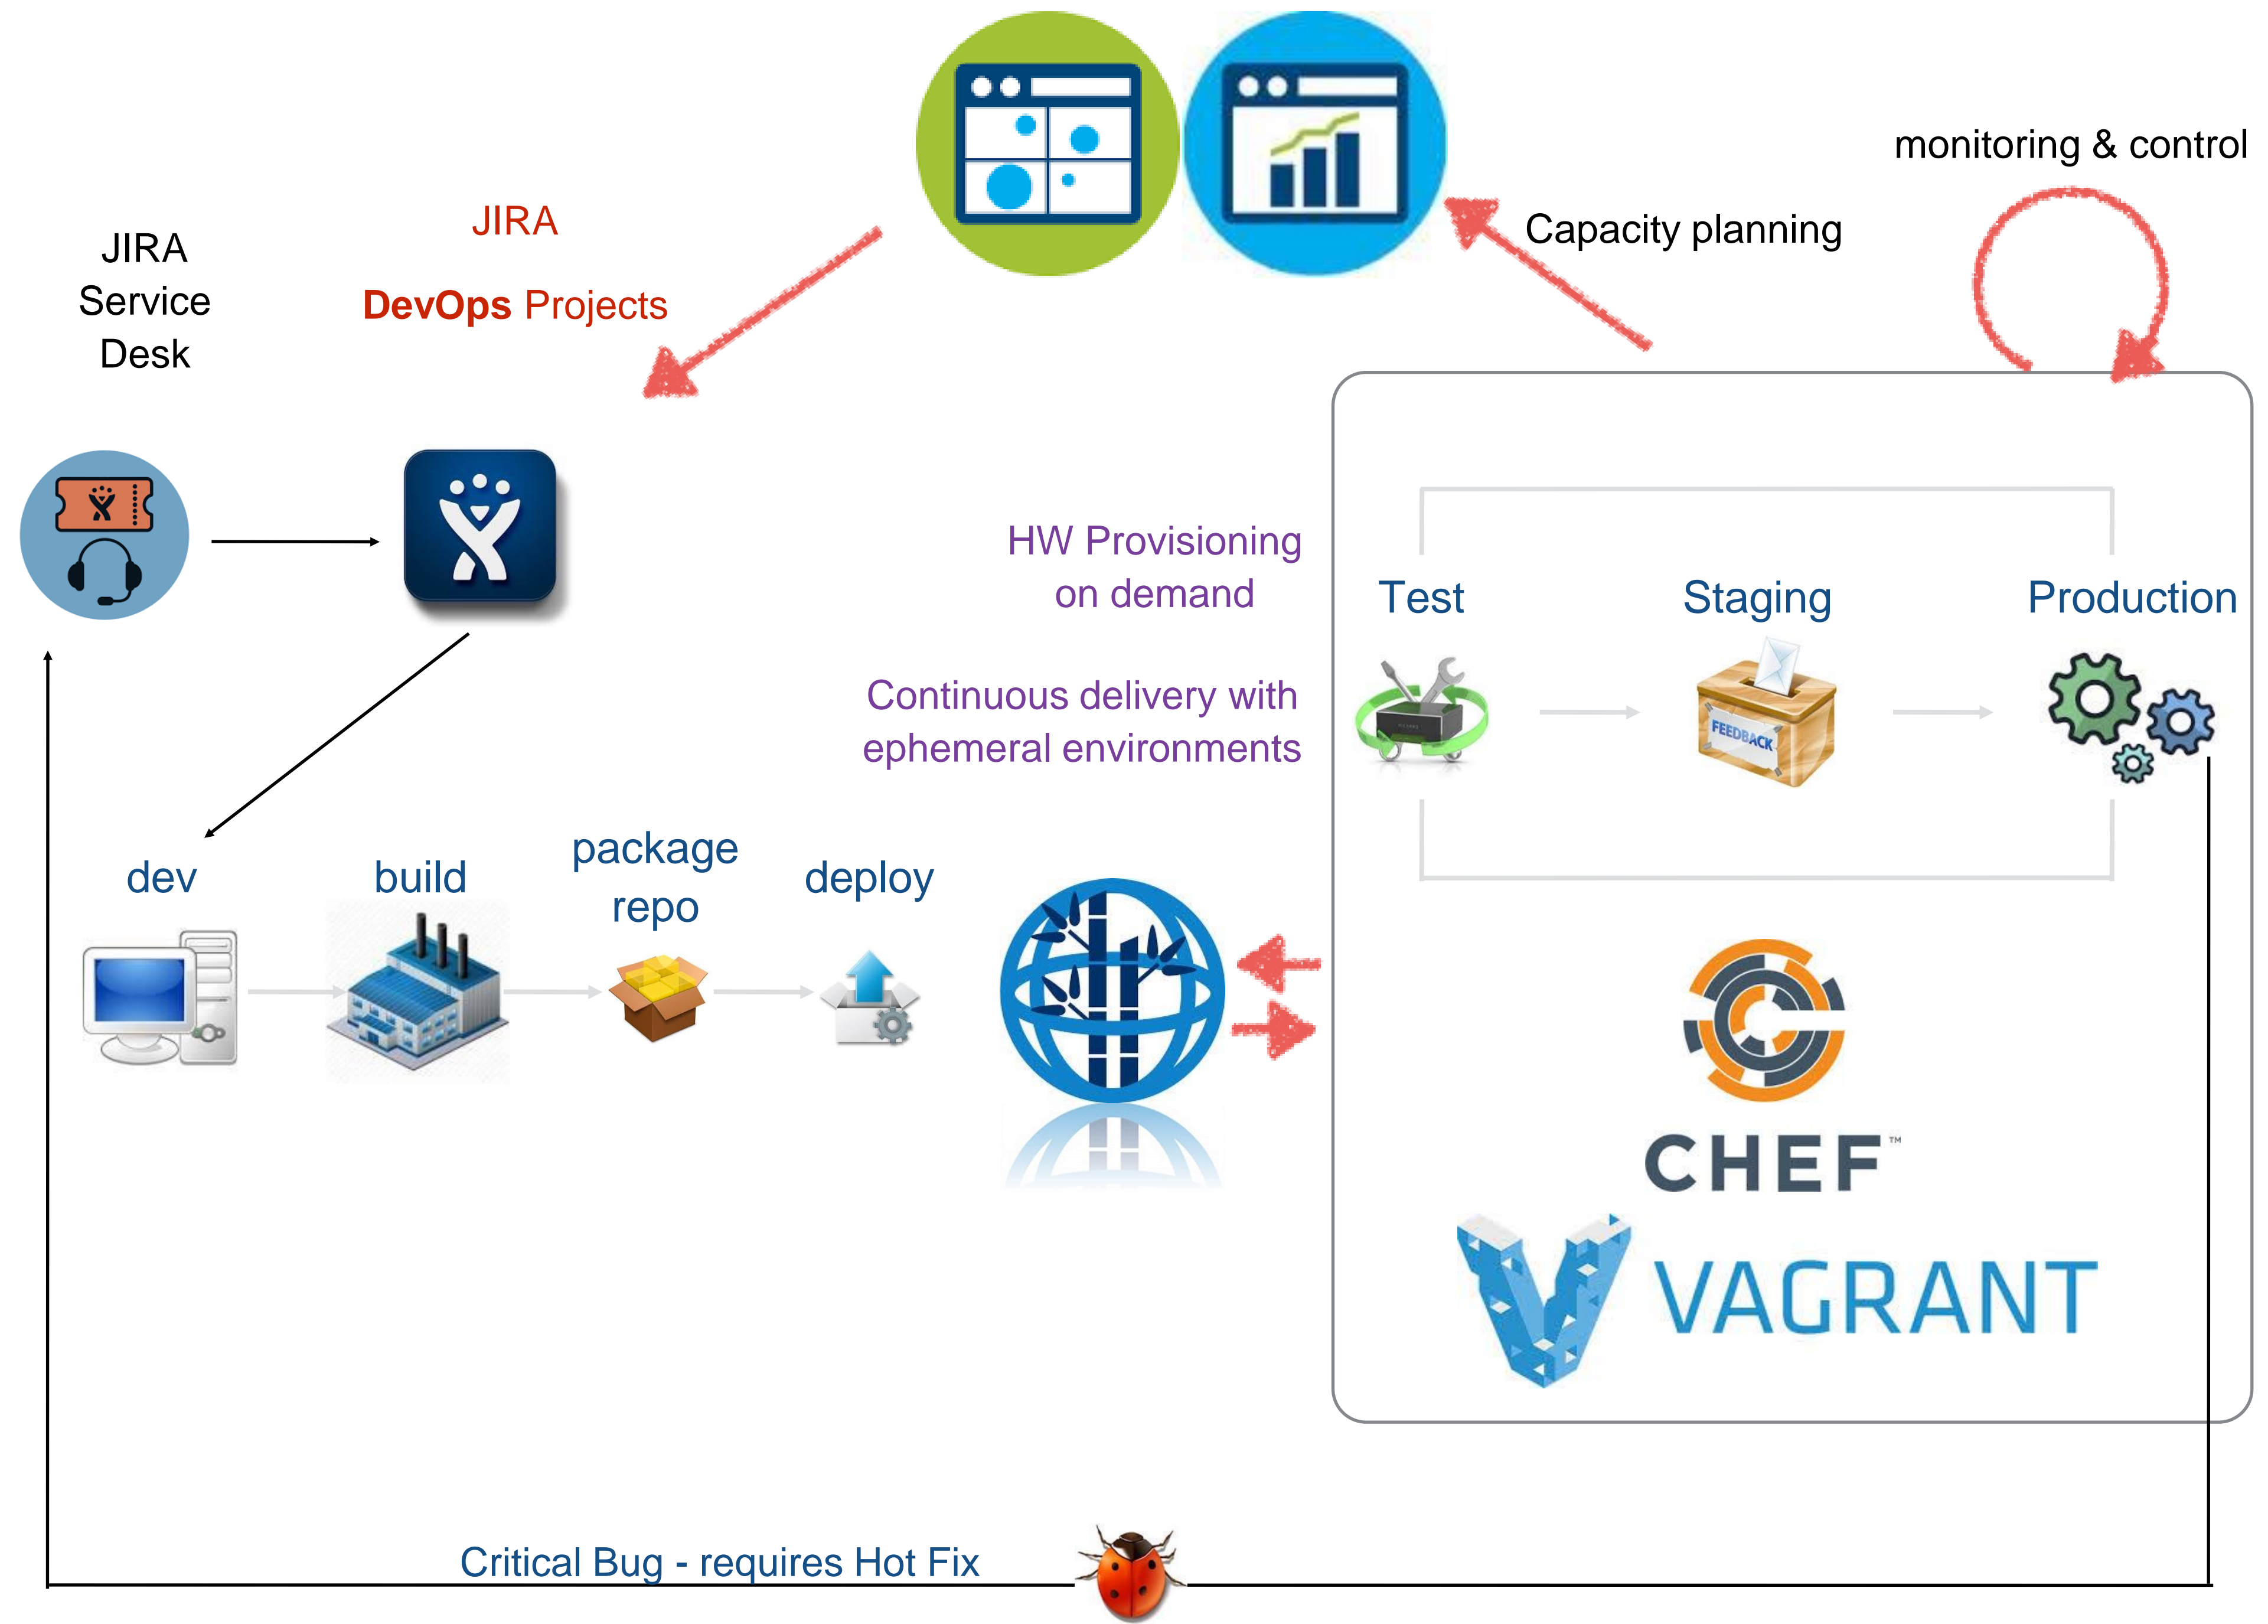 monitoring & control
Capacity planning
JIRA
Service
Desk
JIRA
DevOps Projects
HW Provisioning
on demand
Continuous delivery with
ephemeral environments
Test
Staging
Production
FEEDBACK
dev
build
package
repo
deploy
CHEF™
VAGRANT
Critical Bug - requires Hot Fix